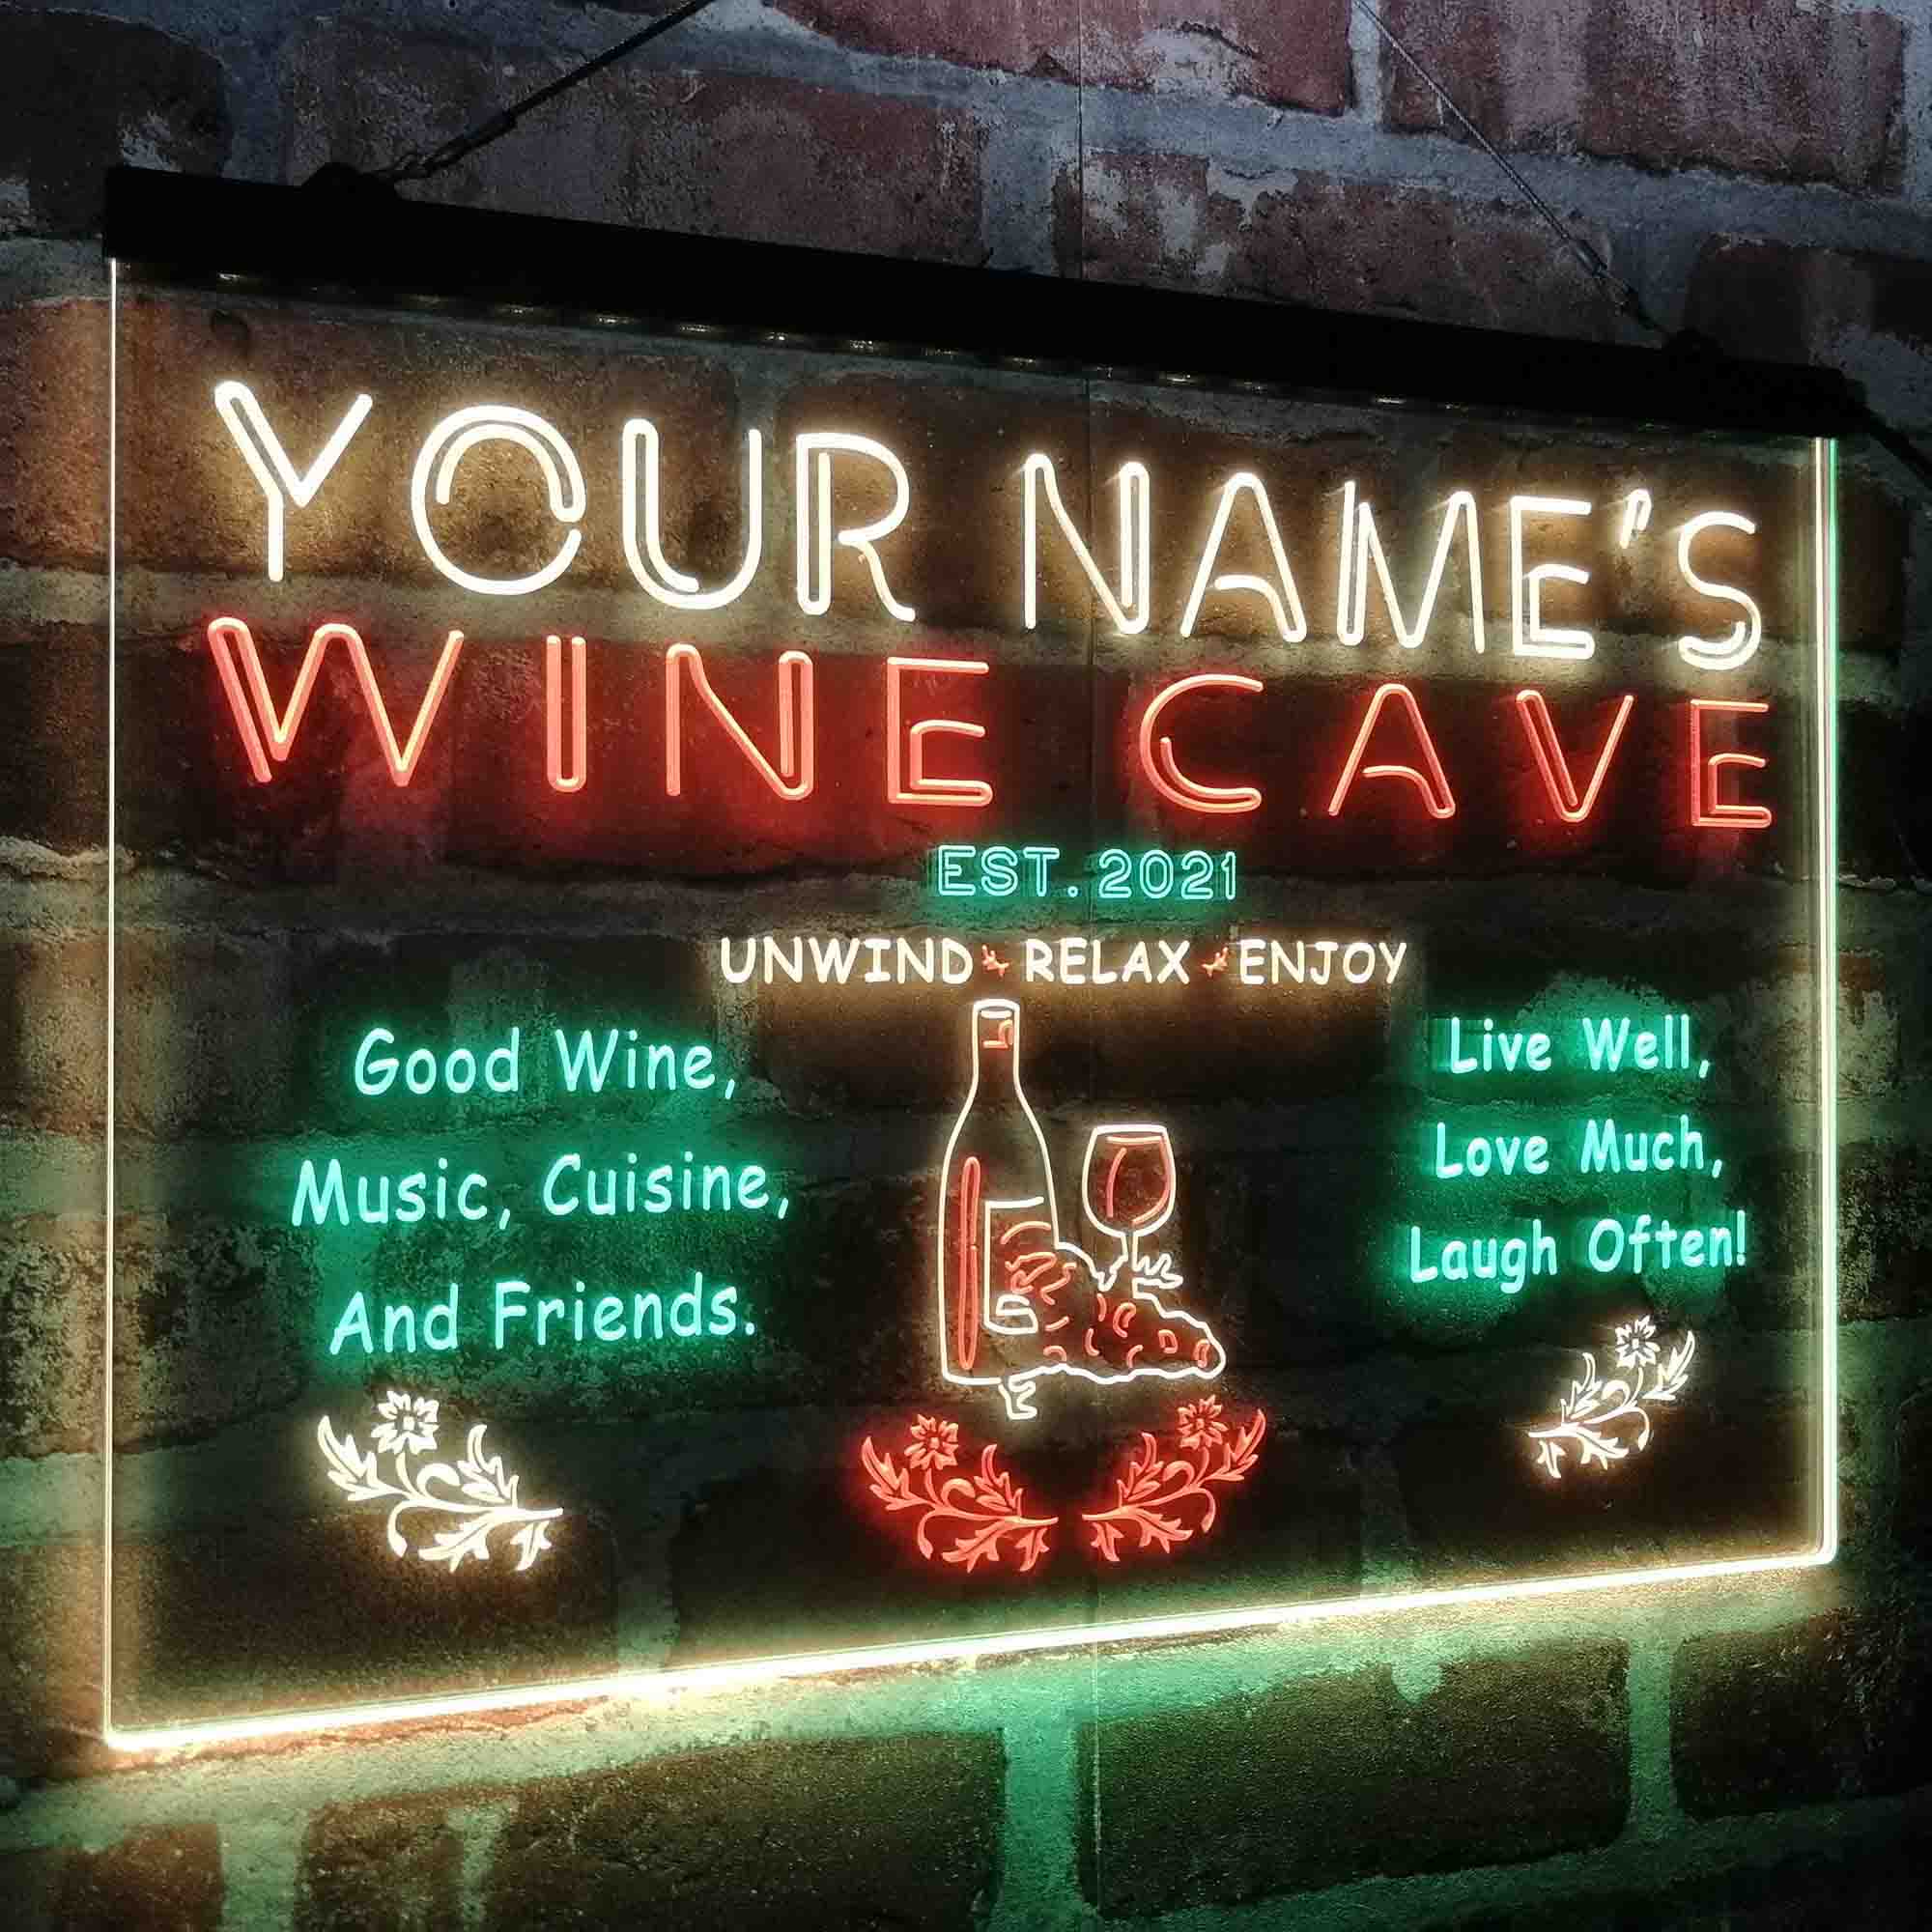 YOUR NAME'S
WINE CAVE
EST. 2021
UNWIND RELAX ENJOY
Good Wine,
Music, Cuisine,
And Friends.
Live Well,
Love Much,
Laugh Often!